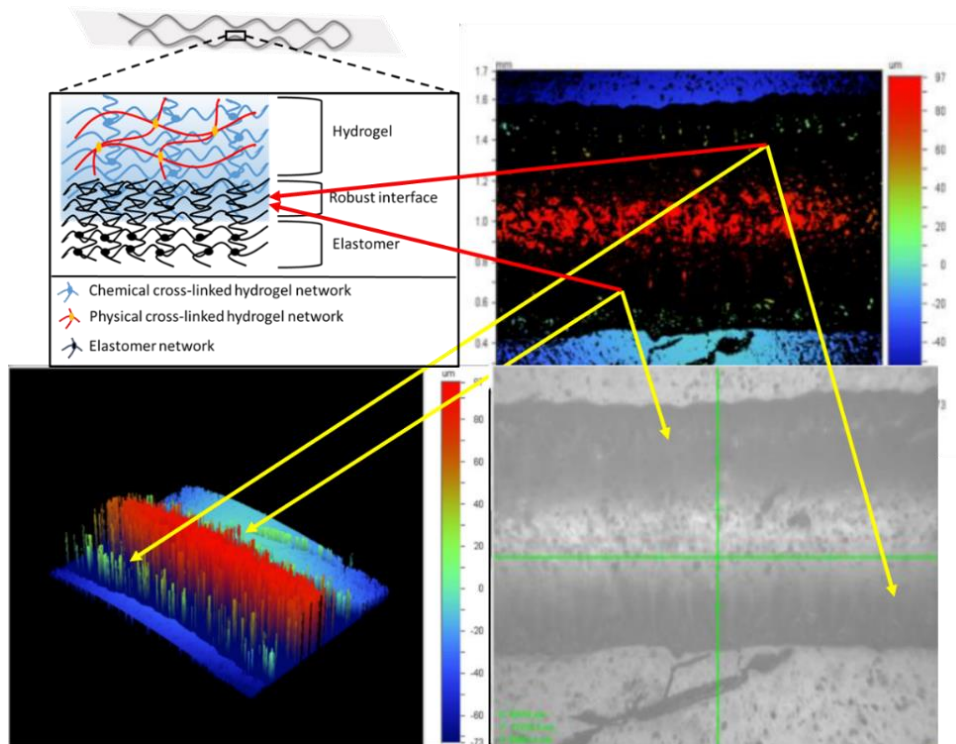 Hydrogel
Robust interface
Elastomer
Chemical cross-linked hydrogel network
Physical cross-linked hydrogel network
Elastomer network
mm
1.7
1.6
1.4
1.2
1.0
0.8
0.6
0.4
um
97
80
60
40
20
0
-20
-40
um
80
60
40
20
0
-20
-40
-60
-73
73